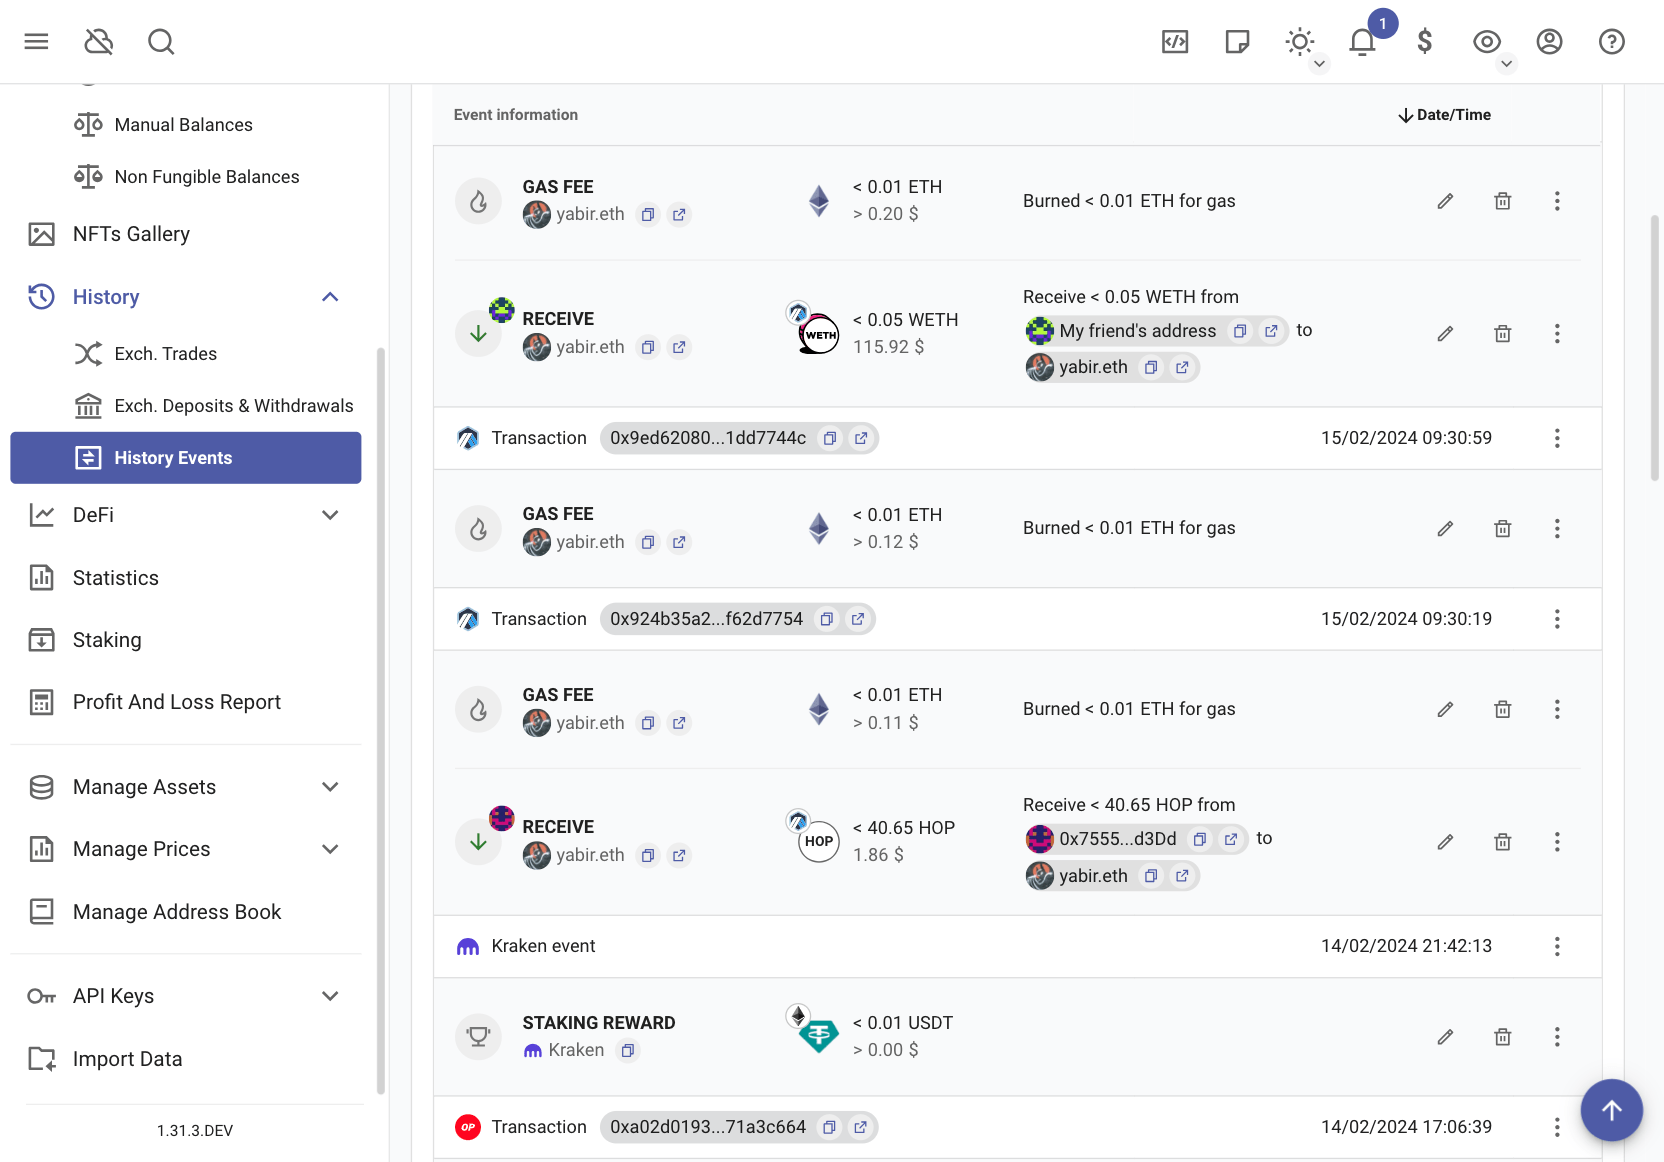 1
Manual Balances
Non Fungible Balances
NFTs Gallery
History
Exch. Trades
Exch. Deposits & Withdrawals
History Events
DeFi
Statistics
Staking
Profit And Loss Report
Manage Assets
Manage Prices
Manage Address Book
API Keys
Import Data
1.31.3.DEV
Event information
Date/Time
GAS FEE
yabir.eth
< 0.01 ETH
> 0.20 $
Burned < 0.01 ETH for gas
RECEIVE
yabir.eth
WETH
< 0.05 WETH
115.92 $
Receive < 0.05 WETH from
My friend's address to
yabir.eth
Transaction 0x9ed62080...1dd7744c 15/02/2024 09:30:59
GAS FEE
yabir.eth
< 0.01 ETH
> 0.12 $
Burned < 0.01 ETH for gas
Transaction 0x924b35a2...f62d7754 15/02/2024 09:30:19
GAS FEE
yabir.eth
< 0.01 ETH
> 0.11 $
Burned < 0.01 ETH for gas
RECEIVE
yabir.eth
HOP
< 40.65 HOP
1.86 $
Receive < 40.65 HOP from
0x7555...d3Dd to
yabir.eth
Kraken event 14/02/2024 21:42:13
STAKING REWARD
Kraken
< 0.01 USDT
> 0.00 $
OP Transaction 0xa02d0193...71a3c664 14/02/2024 17:06:39